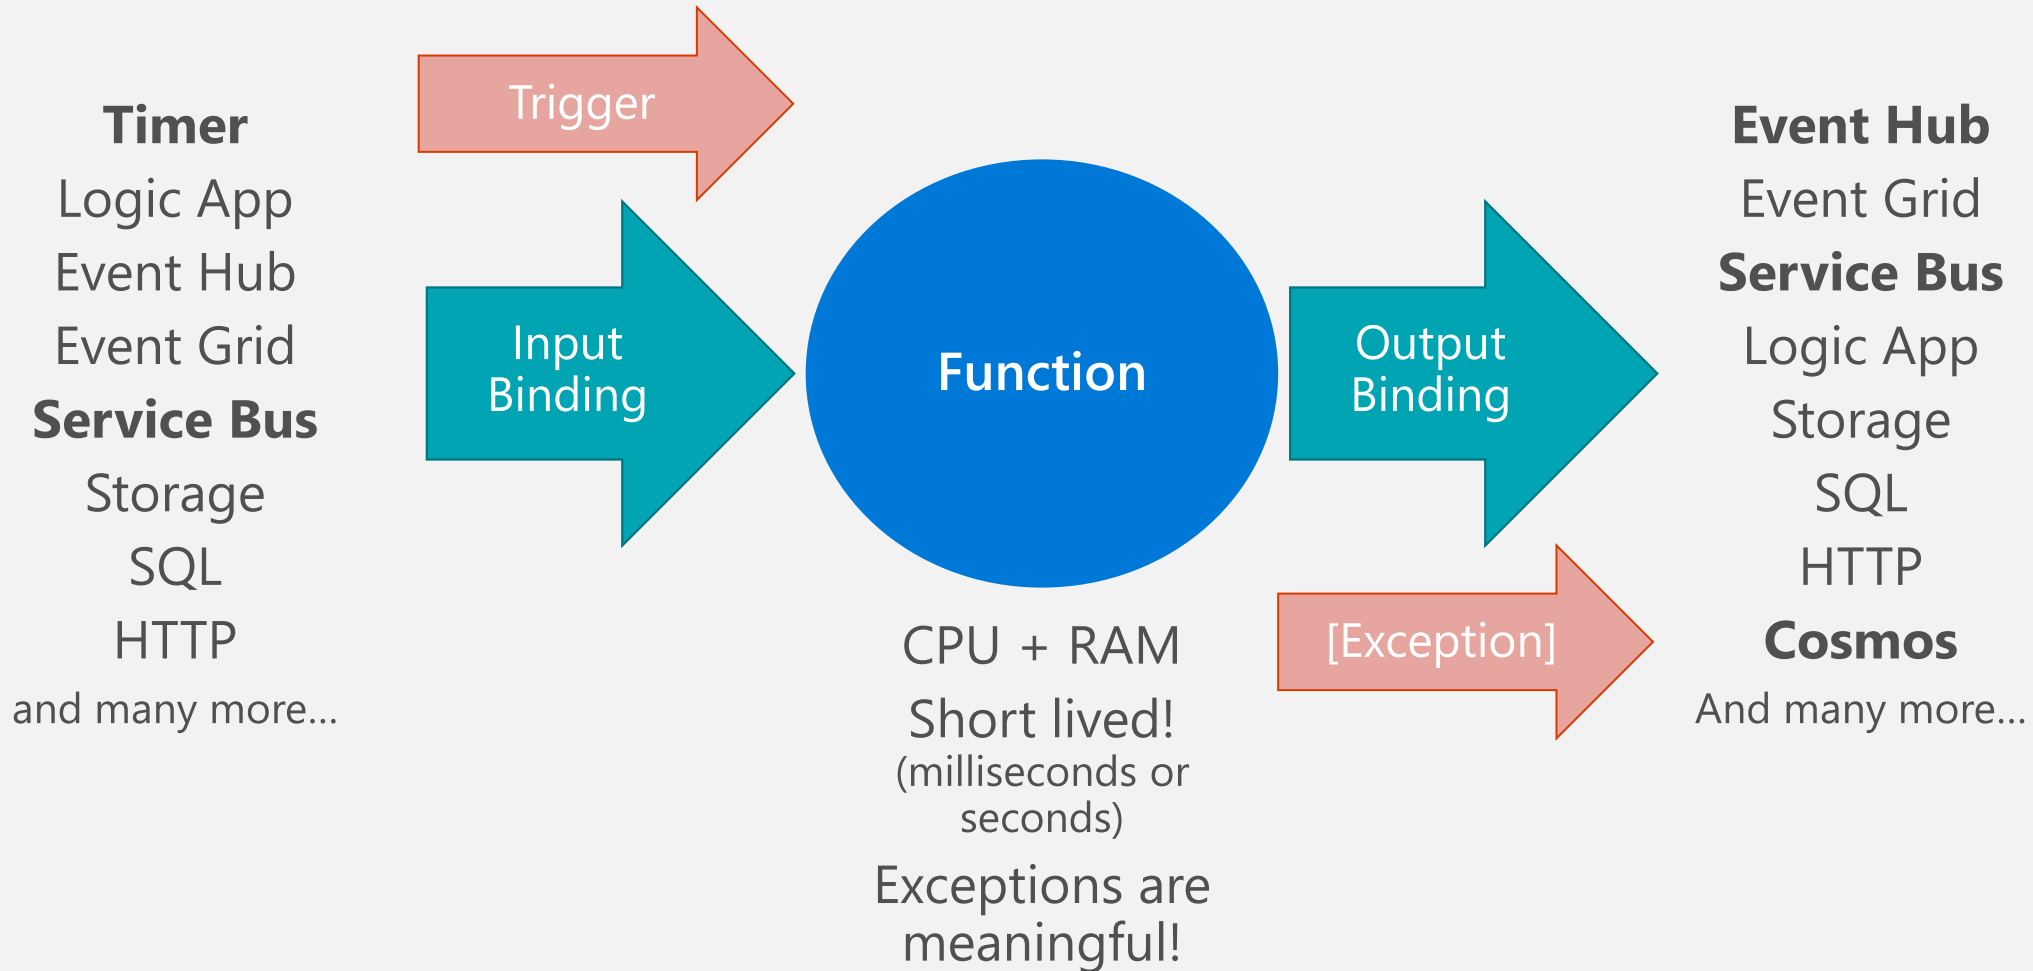 Timer
Logic App
Event Hub
Event Grid
Service Bus
Storage
SQL
HTTP
and many more...
Trigger
Input
Binding
Function
CPU + RAM
Short lived!
(milliseconds or
seconds)
Exceptions are
meaningful!
Output
Binding
[Exception]
Event Hub
Event Grid
Service Bus
Logic App
Storage
SQL
HTTP
Cosmos
And many more...